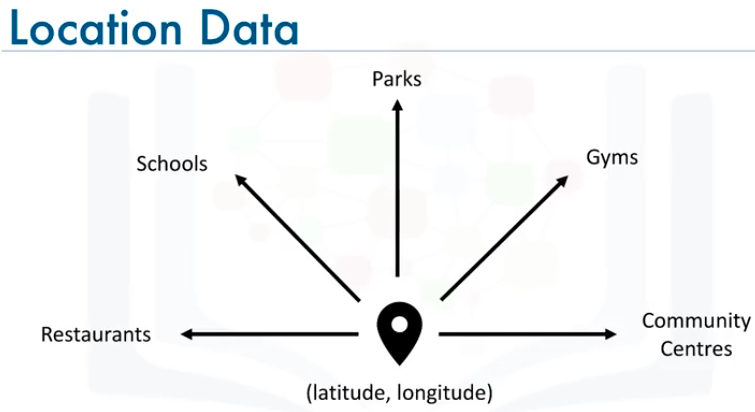 Location Data
Parks
Schools
Gyms
Restaurants
Community
Centres
(latitude, longitude)